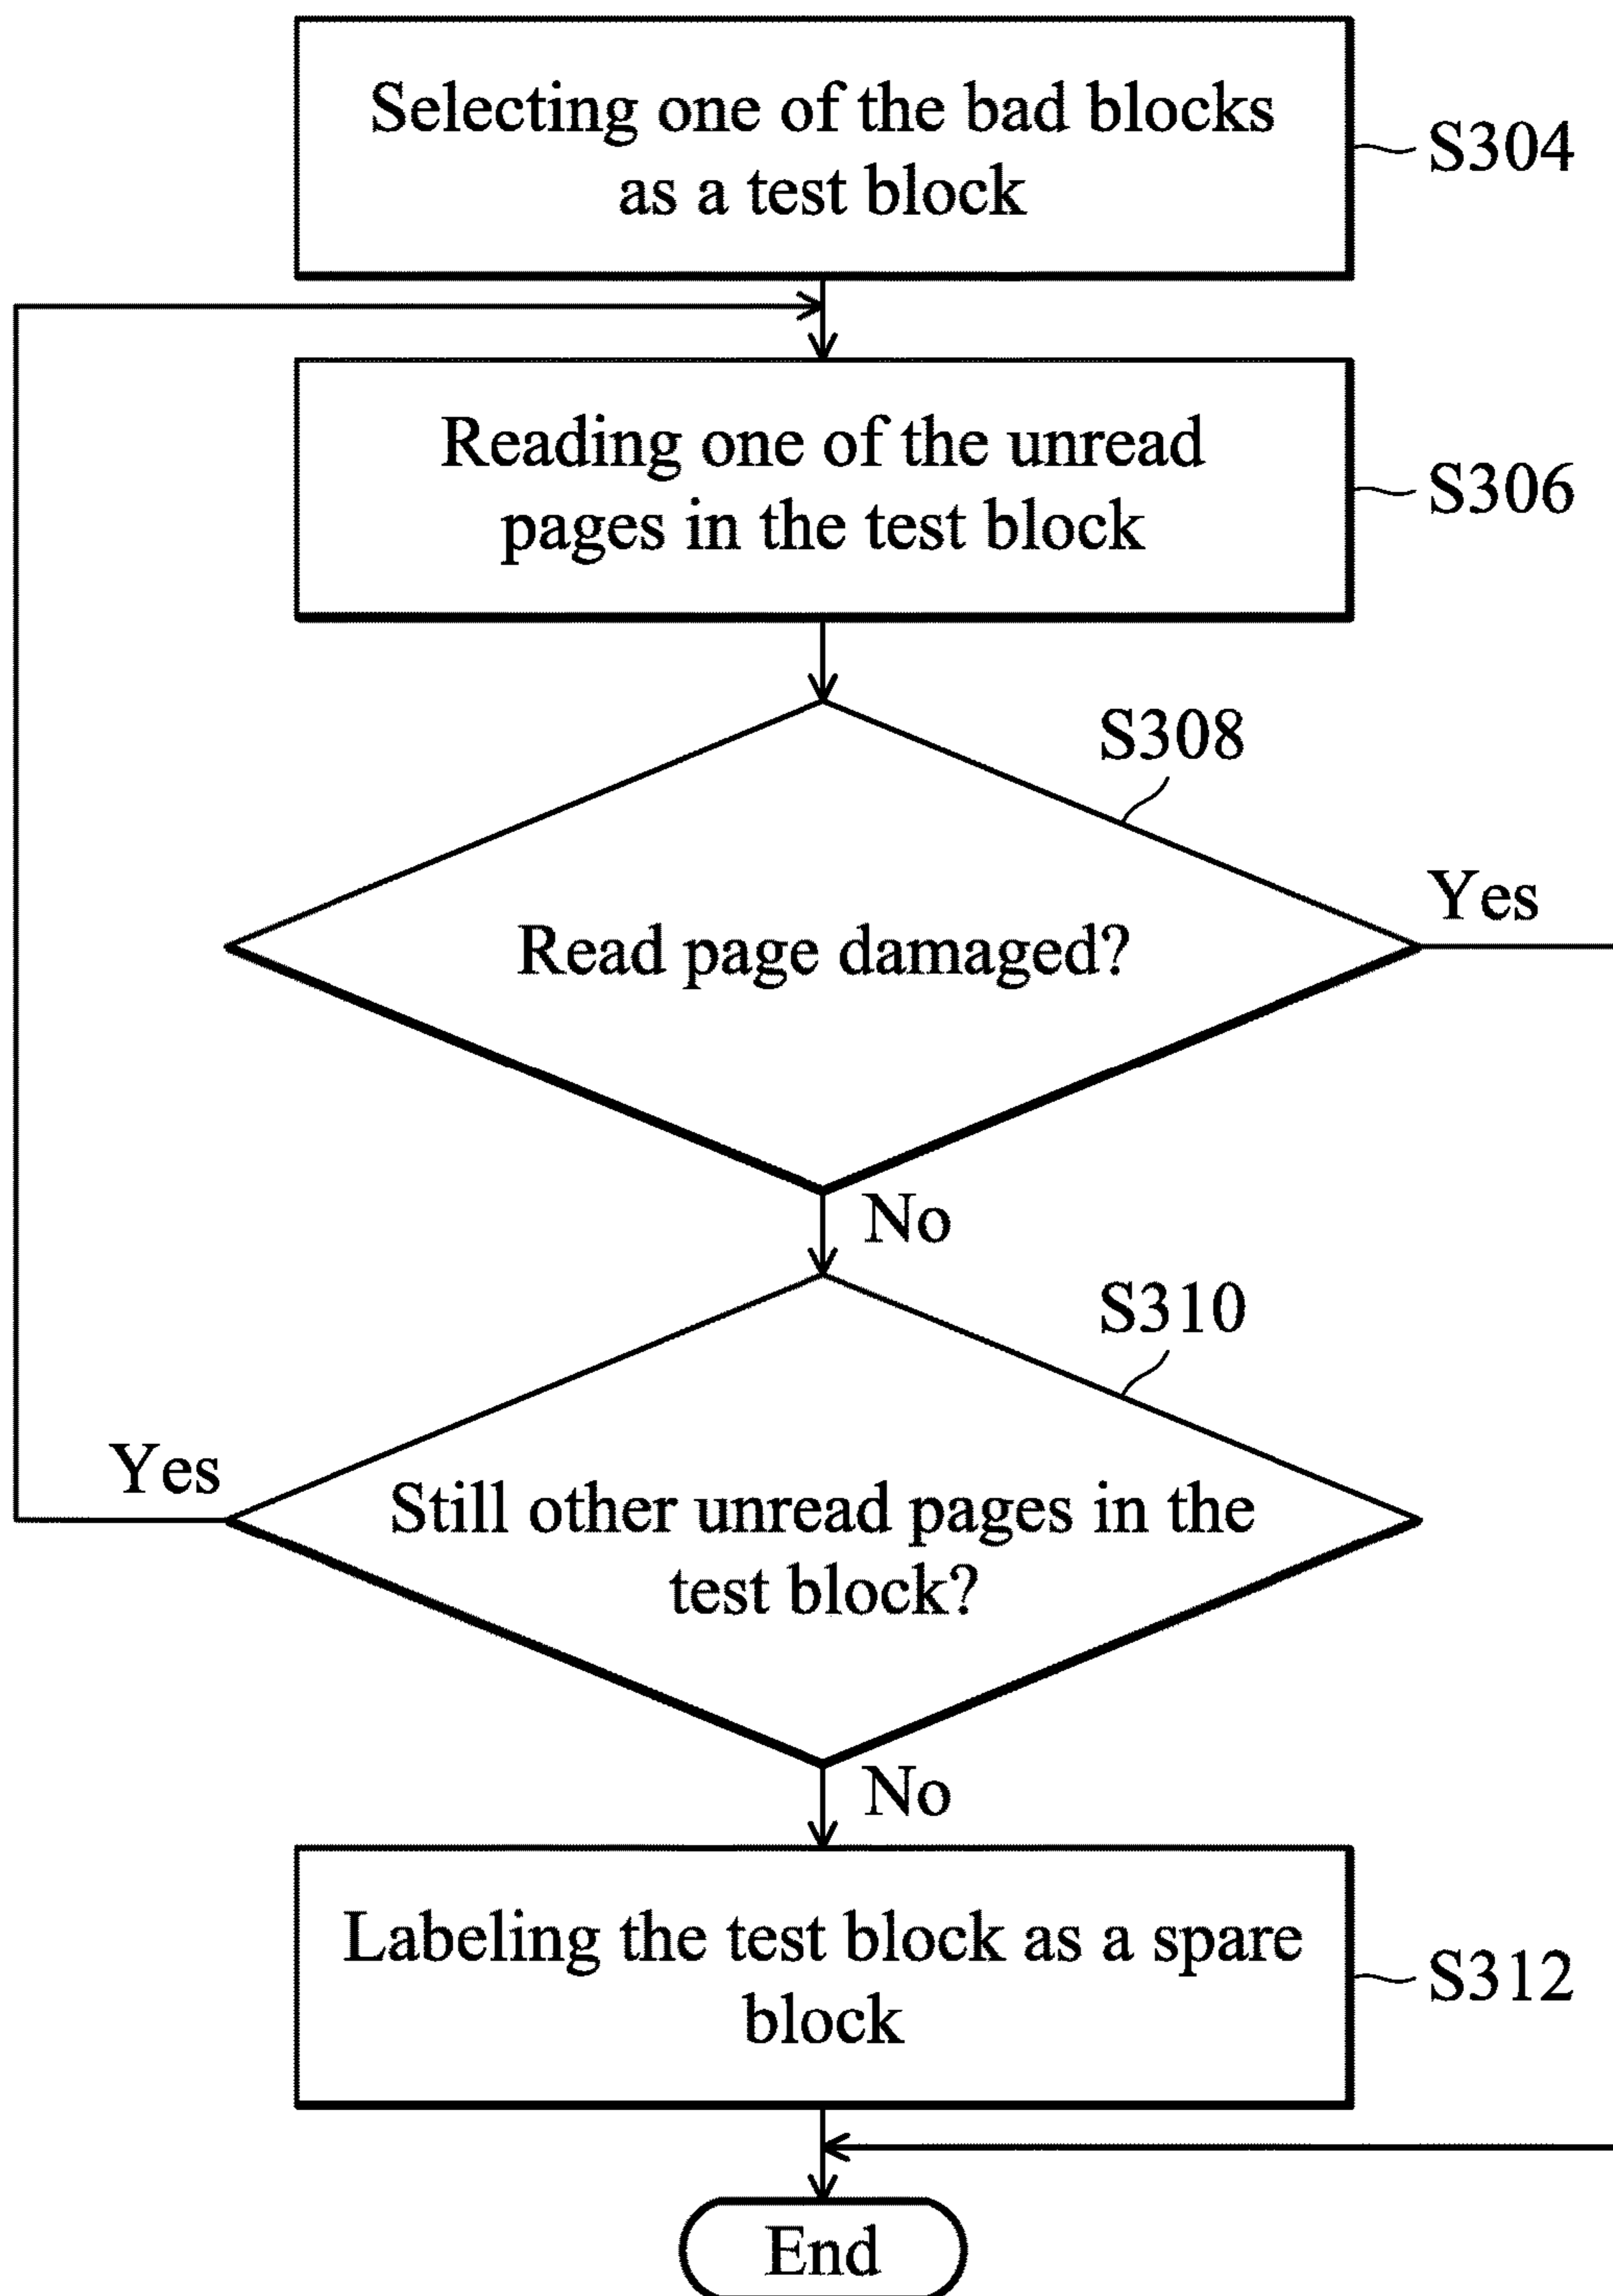 Selecting one of the bad blocks
as a test block
S304
Reading one of the unread
pages in the test block
S306
S308
Read page damaged?
Yes
No
S310
Still other unread pages in the
test block?
Yes
No
Labeling the test block as a spare
block
S312
End